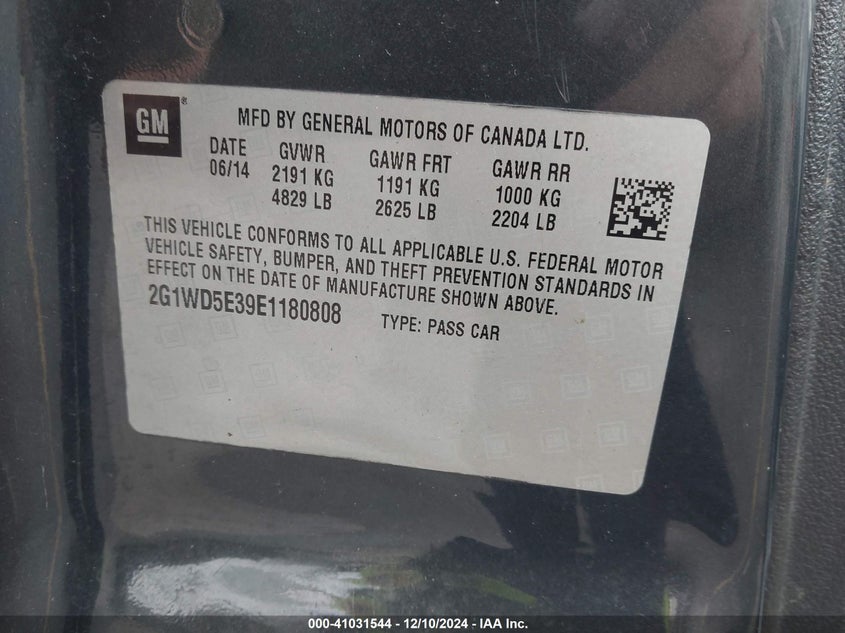 GM®
MFD BY GENERAL MOTORS OF CANADA LTD.
DATE GVWR GAWR FRT GAWR RR
06/14 2191 KG 1191 KG 1000 KG
4829 LB 2625 LB 2204 LB
THIS VEHICLE CONFORMS TO ALL APPLICABLE U.S. FEDERAL MOTOR
VEHICLE SAFETY, BUMPER, AND THEFT PREVENTION STANDARDS IN
EFFECT ON THE DATE OF MANUFACTURE SHOWN ABOVE.
2G1WD5E39E1180808 TYPE: PASS CAR
000-41031544 - 12/10/2024 - IAA Inc.